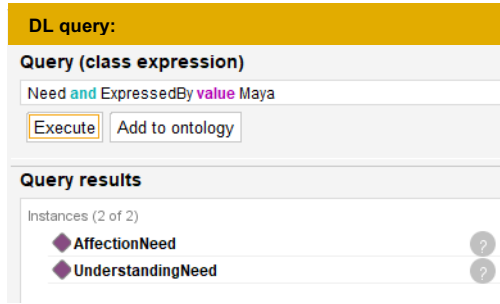 DL query:
Query (class expression)
Need and ExpressedBy value Maya
Execute Add to ontology
Query results
Instances (2 of 2)
AffectionNeed ?
UnderstandingNeed ?